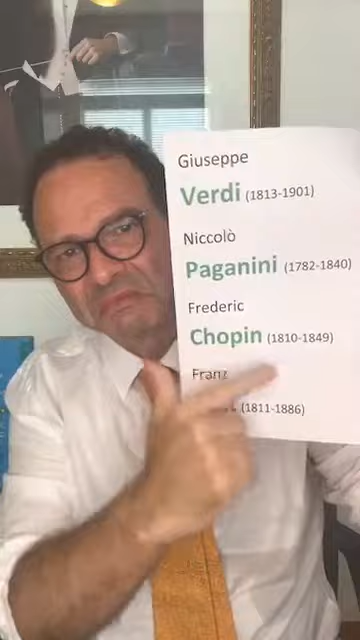 Giuseppe
Verdi (1813-1901)
Niccolò
Paganini (1782-1840)
Frederic
Chopin (1810-1849)
Franz
(1811-1886)